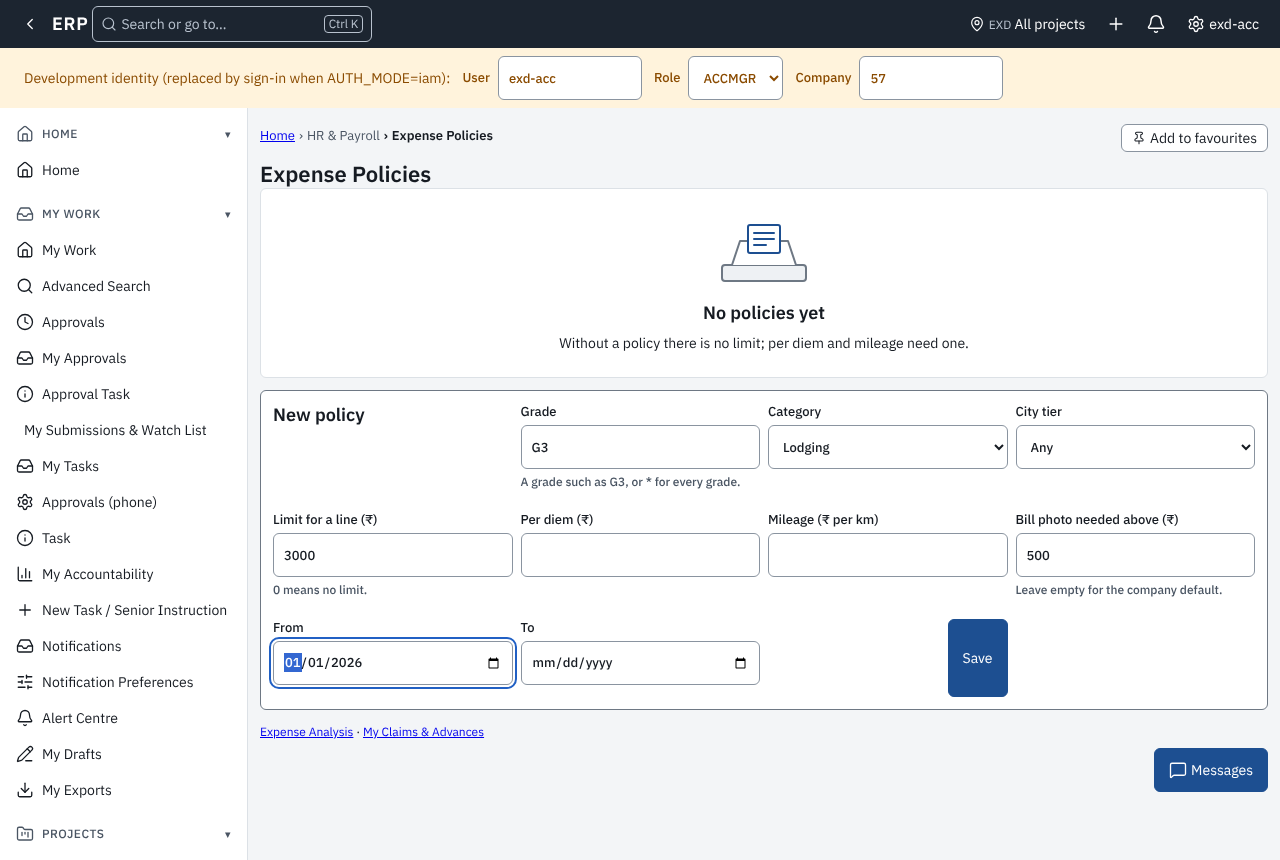 ERP
Search or go to...
Ctrl K
EXD All projects
exd-acc
Development identity (replaced by sign-in when AUTH_MODE=iam):
User
exd-acc
Role
ACCMGR
Company
57
HOME
Home
MY WORK
My Work
Advanced Search
Approvals
My Approvals
Approval Task
My Submissions & Watch List
My Tasks
Approvals (phone)
Task
My Accountability
New Task / Senior Instruction
Notifications
Notification Preferences
Alert Centre
My Drafts
My Exports
PROJECTS
Home › HR & Payroll › Expense Policies
Add to favourites
Expense Policies
No policies yet
Without a policy there is no limit; per diem and mileage need one.
New policy
Grade
G3
A grade such as G3, or * for every grade.
Category
Lodging
City tier
Any
Limit for a line (₹)
3000
0 means no limit.
Per diem (₹)
Mileage (₹ per km)
Bill photo needed above (₹)
500
Leave empty for the company default.
From
01/01/2026
To
mm/dd/yyyy
Save
Expense Analysis · My Claims & Advances
Messages